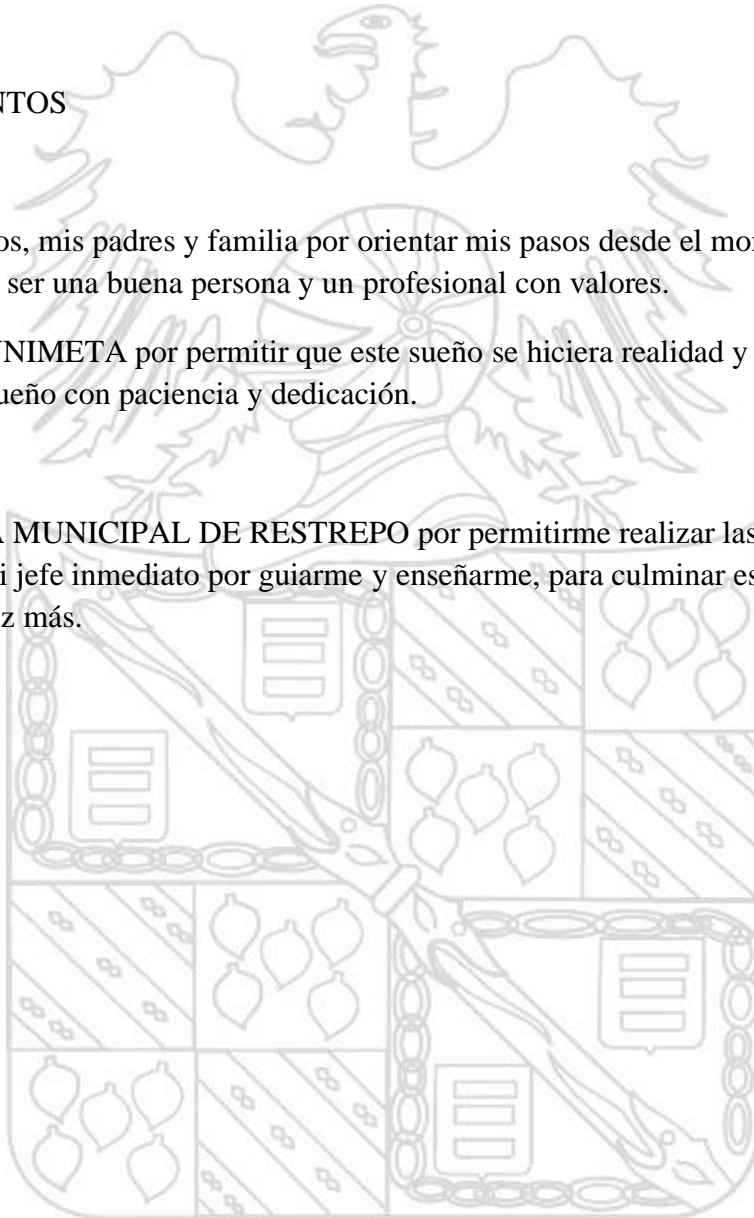 NTOS
os, mis padres y familia por orientar mis pasos desde el mo
ser una buena persona y un profesional con valores.
UNIMETA por permitir que este sueño se hiciera realidad y
ueño con paciencia y dedicación.
A MUNICIPAL DE RESTREPO por permitirme realizar las
i jefe inmediato por guiarme y enseñarme, para culminar es
z más.